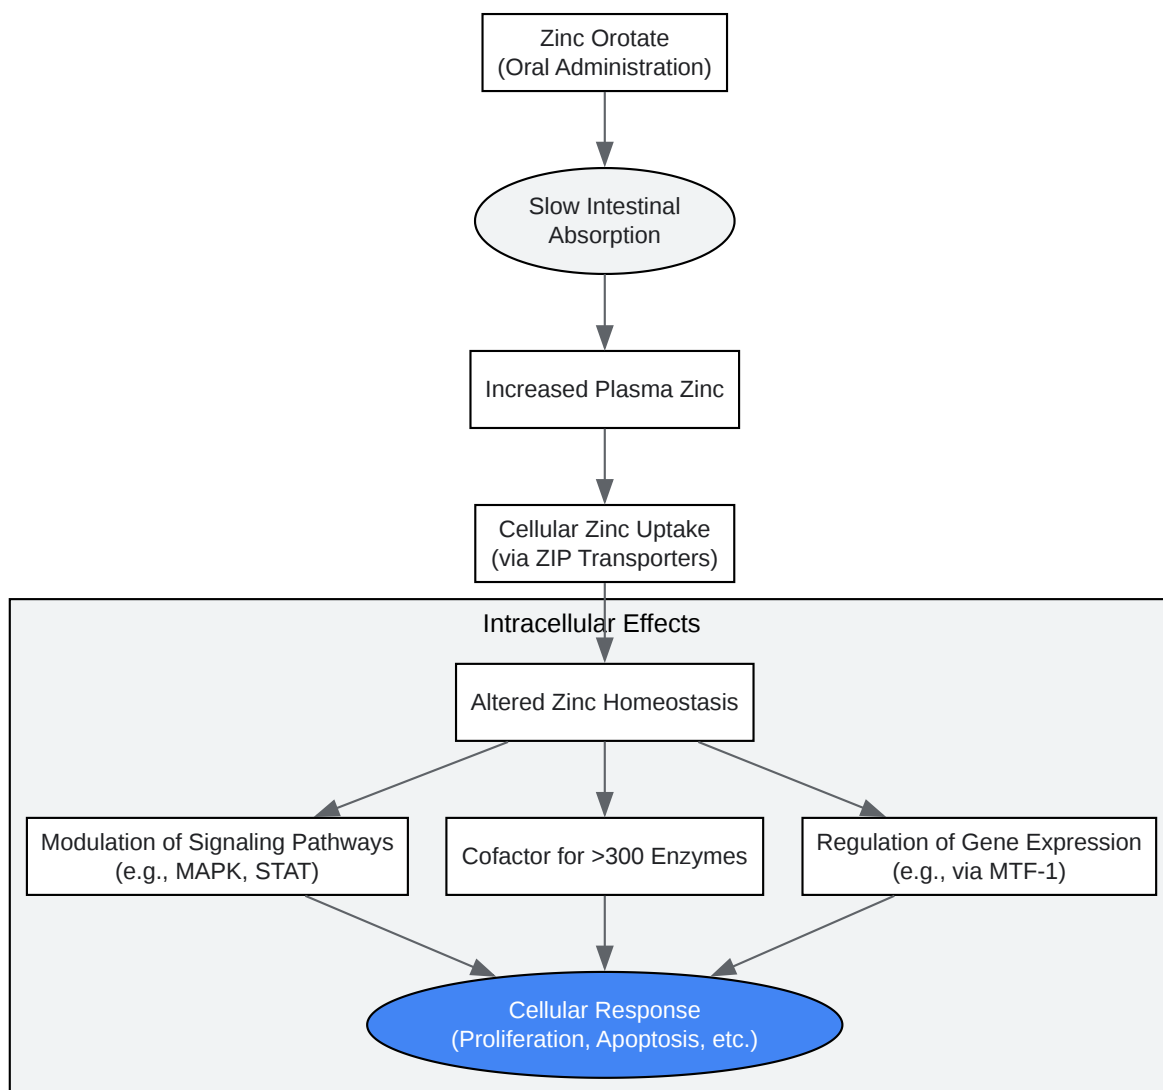 Zinc Orotate
(Oral Administration)
Slow Intestinal
Absorption
Increased Plasma Zinc
Cellular Zinc Uptake
(via ZIP Transporters)
Intracellular Effects
Altered Zinc Homeostasis
Modulation of Signaling Pathways
(e.g., MAPK, STAT)
Cofactor for >300 Enzymes
Regulation of Gene Expression
(e.g., via MTF-1)
Cellular Response
(Proliferation, Apoptosis, etc.)